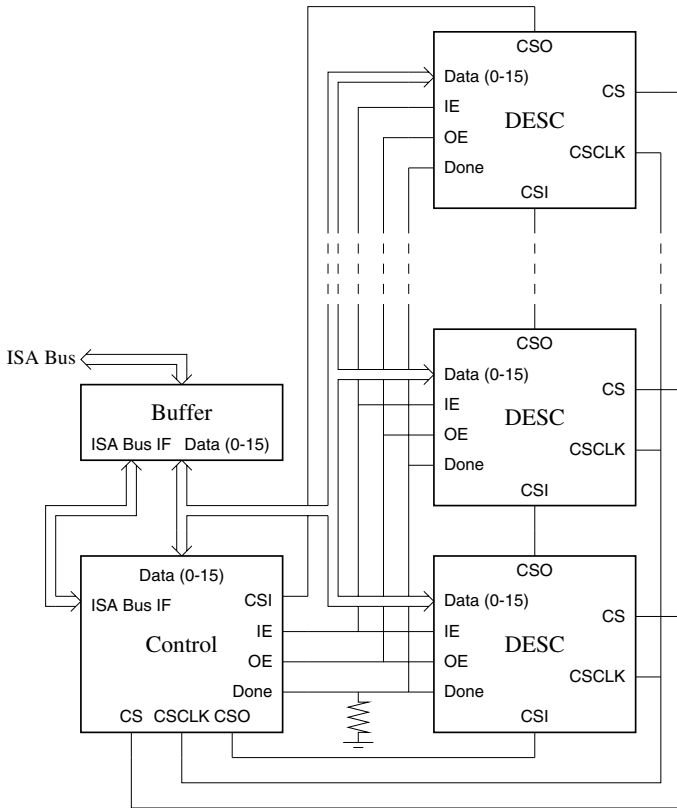 CSO
Data (0-15)
CS
IE
DESC
OE
CSCLK
Done
CSI
CSO
ISA Bus
Data (0-15)
CS
IE
Buffer
DESC
OE
ISA Bus IF Data (0-15)
CSCLK
Done
CSI
CSO
Data (0-15)
Data (0-15)
ISA Bus IF
CSI
CS
IE
IE
Control
DESC
OE
OE
CSCLK
Done
Done
CS CSCLK CSO
CSI